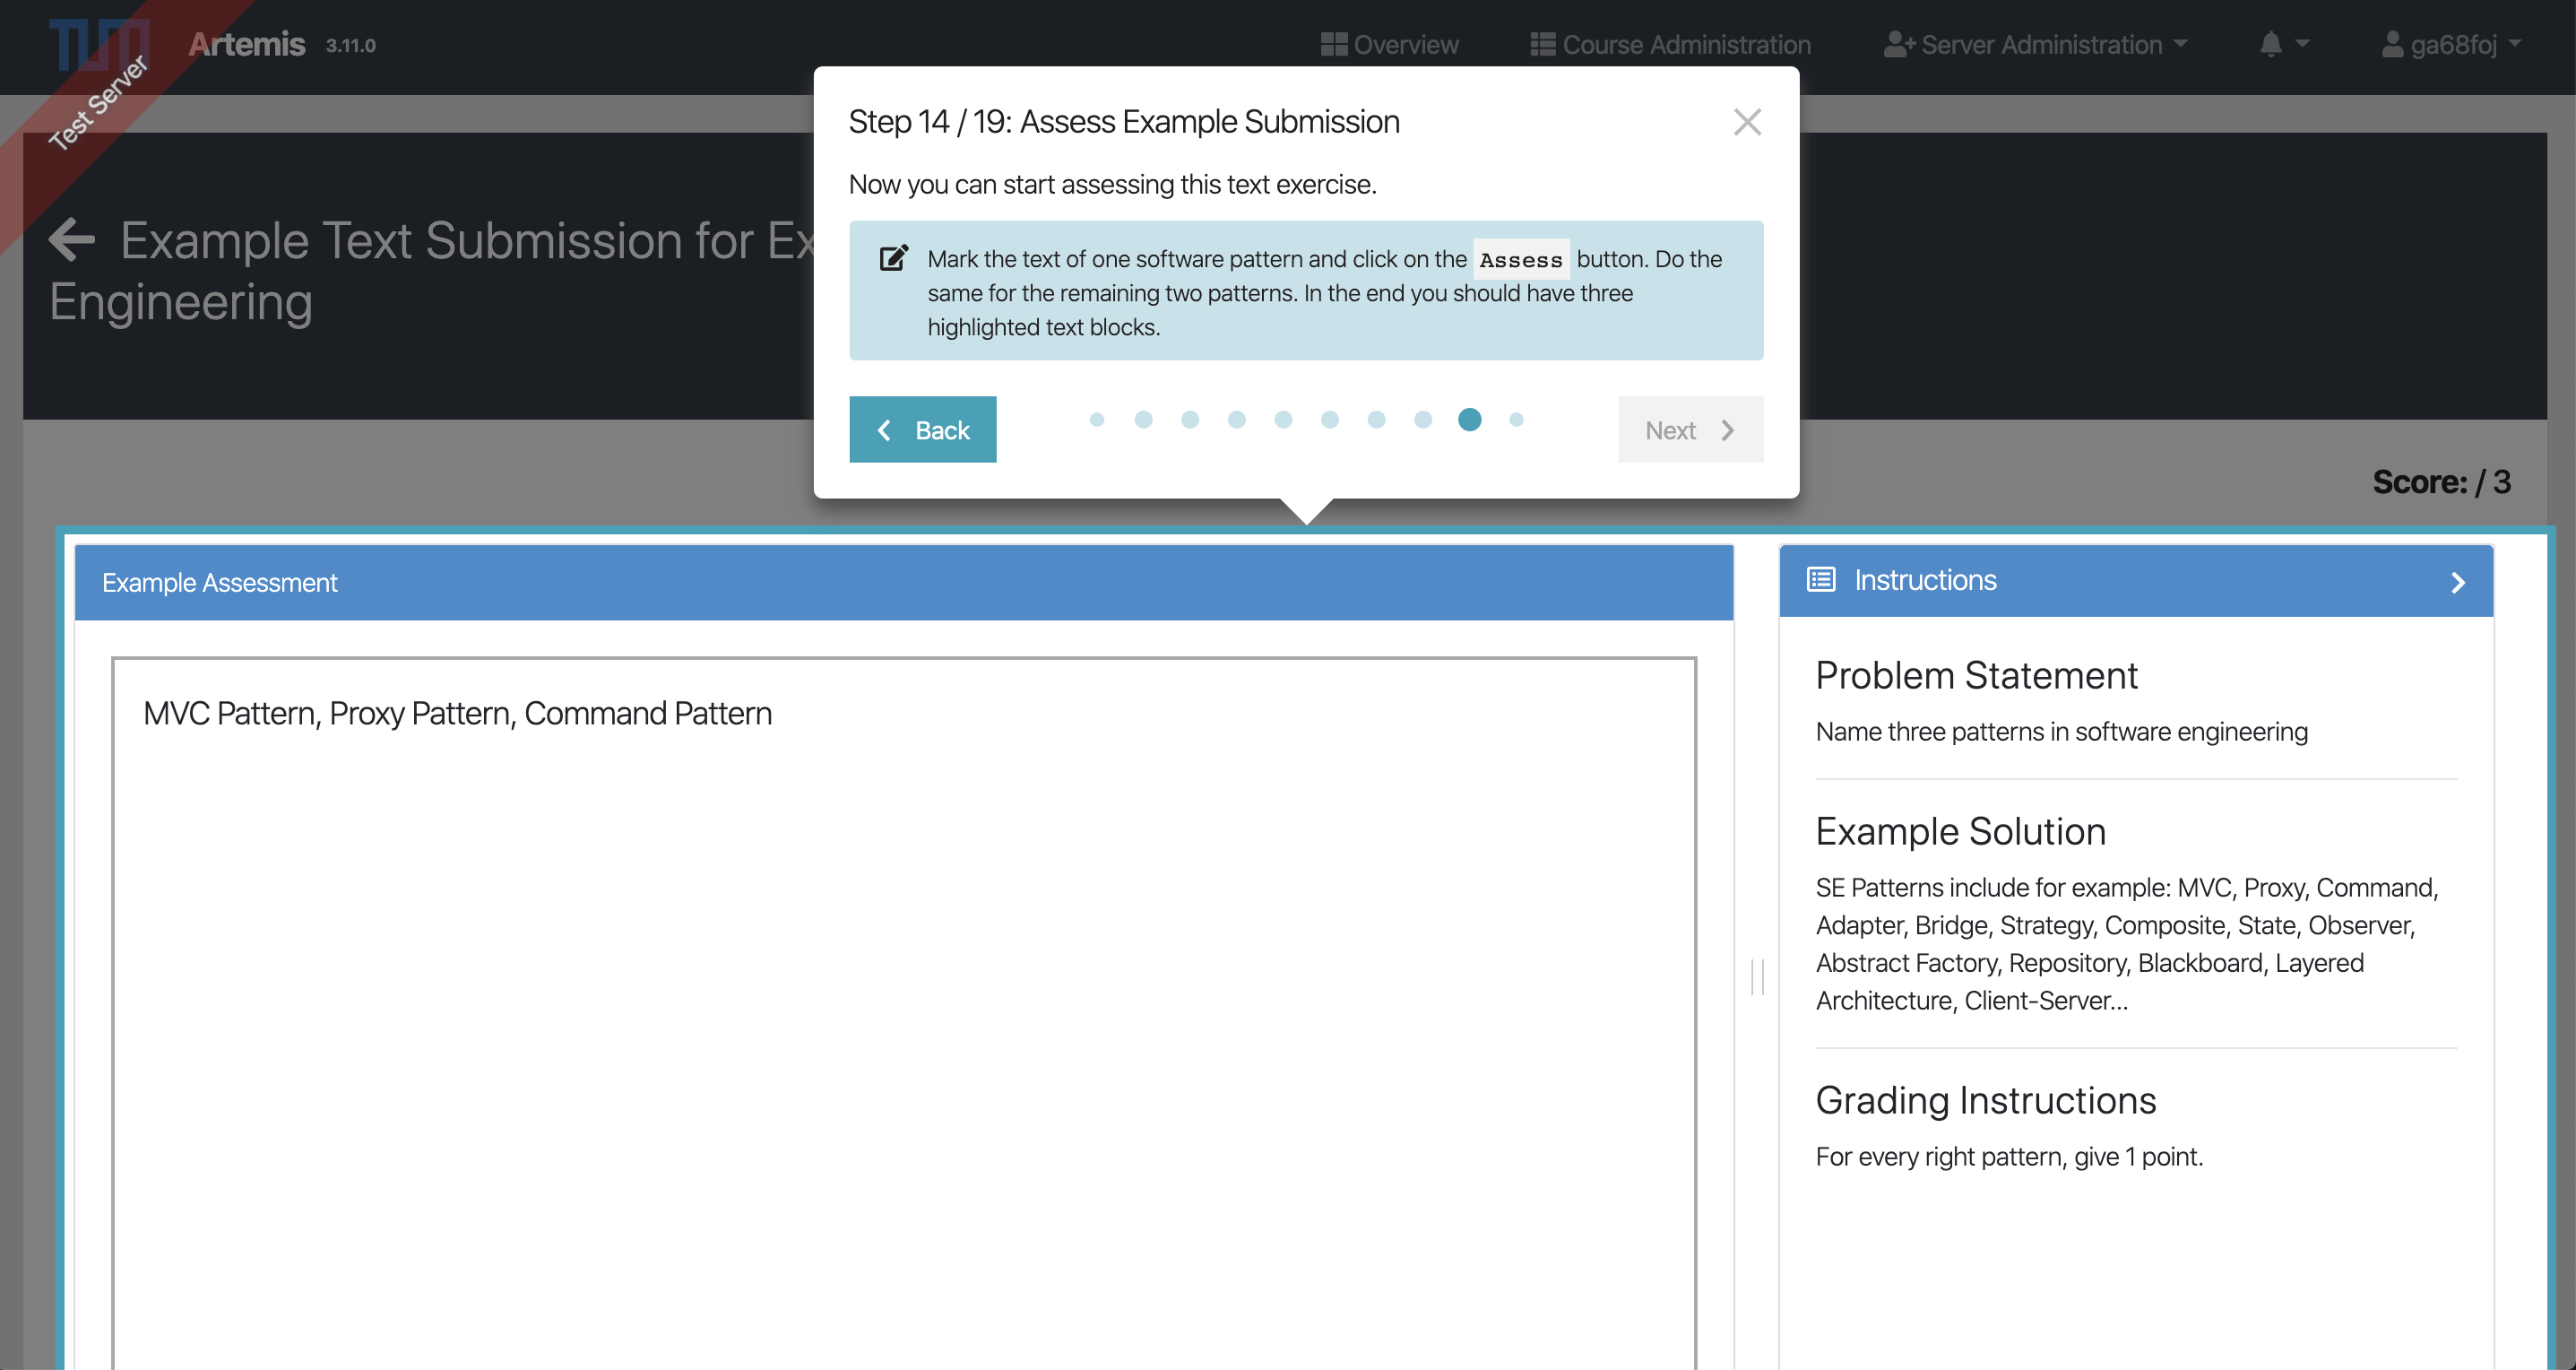 TUM
Artemis 3.11.0
Overview
Course Administration
Server Administration
ga68foj
Test Server
Step 14 / 19: Assess Example Submission
Now you can start assessing this text exercise.
Mark the text of one software pattern and click on the Assess button. Do the
same for the remaining two patterns. In the end you should have three
highlighted text blocks.
Back
Next
Example Text Submission for Ex
Engineering
Score: / 3
Example Assessment
MVC Pattern, Proxy Pattern, Command Pattern
Instructions
Problem Statement
Name three patterns in software engineering
Example Solution
SE Patterns include for example: MVC, Proxy, Command,
Adapter, Bridge, Strategy, Composite, State, Observer,
Abstract Factory, Repository, Blackboard, Layered
Architecture, Client-Server...
Grading Instructions
For every right pattern, give 1 point.